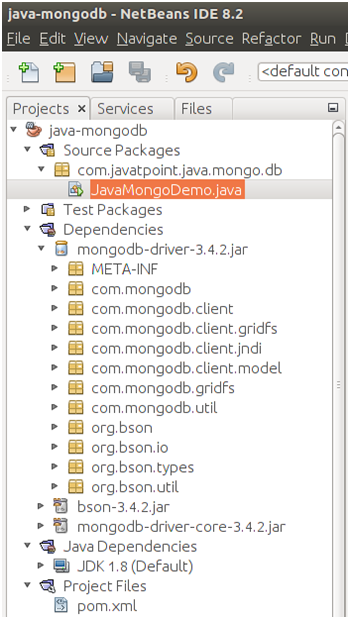 java-mongodb - NetBeans IDE 8.2
File Edit View Navigate Source Refactor Run
<default con
Projects × Services Files
java-mongodb
Source Packages
com.javatpoint.java.mongo.db
JavaMongoDemo.java
Test Packages
Dependencies
mongodb-driver-3.4.2.jar
META-INF
com.mongodb
com.mongodb.client
com.mongodb.client.gridfs
com.mongodb.client.jndi
com.mongodb.client.model
com.mongodb.gridfs
com.mongodb.util
org.bson
org.bson.io
org.bson.types
org.bson.util
bson-3.4.2.jar
mongodb-driver-core-3.4.2.jar
Java Dependencies
JDK 1.8 (Default)
Project Files
pom.xml